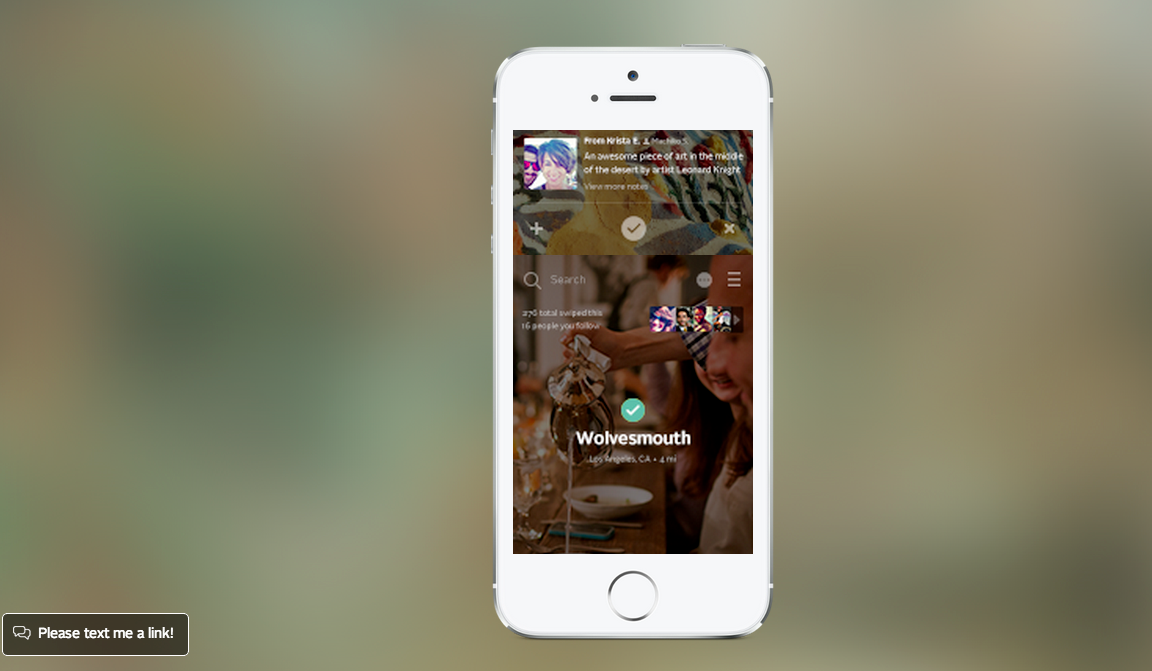 From Krista E. Machiko S.
An awesome piece of art in the middle
of the desert by artist Leonard Knight
View more notes
Search
276 total swiped this
16 people you follow
Wolvesmouth
Los Angeles, CA • 4 mi
Please text me a link!